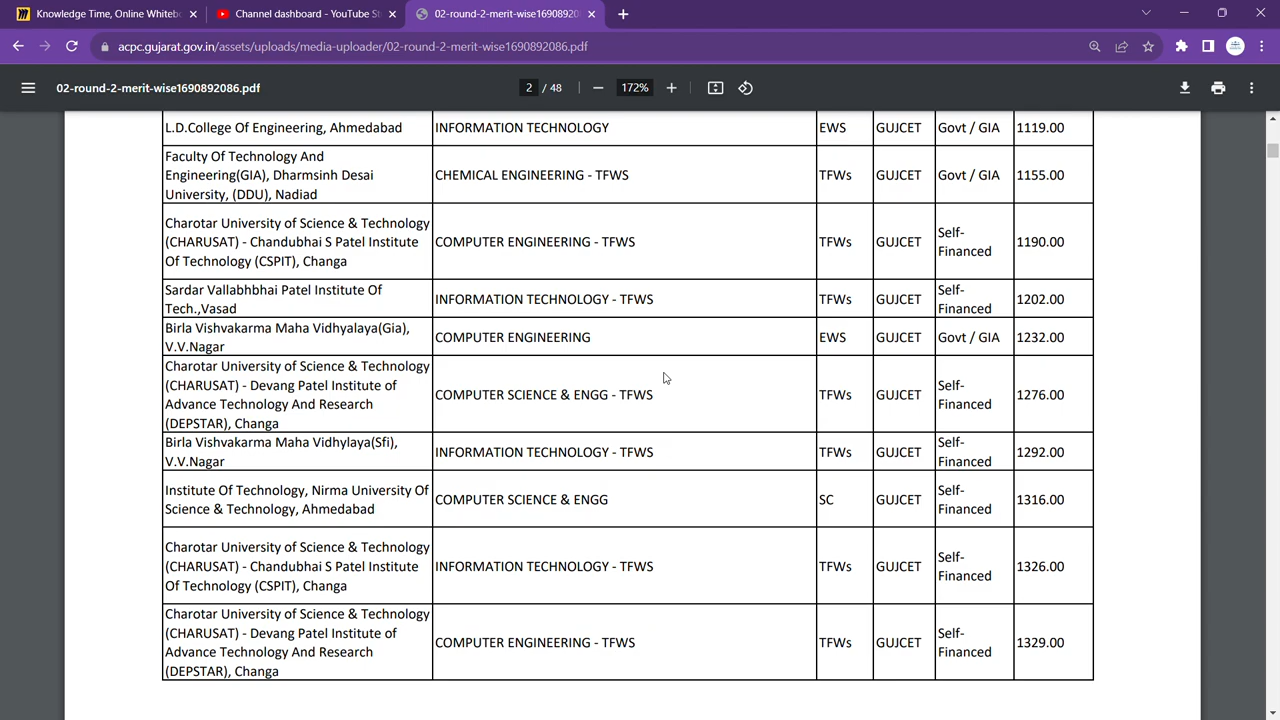 Knowledge Time, Online Whiteb
Channel dashboard - YouTube St
02-round-2-merit-wise16908920
acpc.gujarat.gov.in/assets/uploads/media-uploader/02-round-2-merit-wise1690892086.pdf
02-round-2-merit-wise1690892086.pdf
2 / 48
172%
L.D.College Of Engineering, Ahmedabad INFORMATION TECHNOLOGY EWS GUJCET Govt / GIA 1119.00
Faculty Of Technology And
Engineering(GIA), Dharmsinh Desai
University, (DDU), Nadiad
CHEMICAL ENGINEERING - TFWS TFWs GUJCET Govt / GIA 1155.00
Charotar University of Science & Technology
(CHARUSAT) - Chandubhai S Patel Institute
Of Technology (CSPIT), Changa
COMPUTER ENGINEERING - TFWS TFWs GUJCET
Self-
Financed
1190.00
Sardar Vallabhbhai Patel Institute Of
Tech.,Vasad
INFORMATION TECHNOLOGY - TFWS TFWs GUJCET
Self-
Financed
1202.00
Birla Vishvakarma Maha Vidhyalaya(Gia),
V.V.Nagar
COMPUTER ENGINEERING EWS GUJCET Govt / GIA 1232.00
Charotar University of Science & Technology
(CHARUSAT) - Devang Patel Institute of
Advance Technology And Research
(DEPSTAR), Changa
COMPUTER SCIENCE & ENGG - TFWS TFWs GUJCET
Self-
Financed
1276.00
Birla Vishvakarma Maha Vidhylaya(Sfi),
V.V.Nagar
INFORMATION TECHNOLOGY - TFWS TFWs GUJCET
Self-
Financed
1292.00
Institute Of Technology, Nirma University Of
Science & Technology, Ahmedabad
COMPUTER SCIENCE & ENGG SC GUJCET
Self-
Financed
1316.00
Charotar University of Science & Technology
(CHARUSAT) - Chandubhai S Patel Institute
Of Technology (CSPIT), Changa
INFORMATION TECHNOLOGY - TFWS TFWs GUJCET
Self-
Financed
1326.00
Charotar University of Science & Technology
(CHARUSAT) - Devang Patel Institute of
Advance Technology And Research
(DEPSTAR), Changa
COMPUTER ENGINEERING - TFWS TFWs GUJCET
Self-
Financed
1329.00